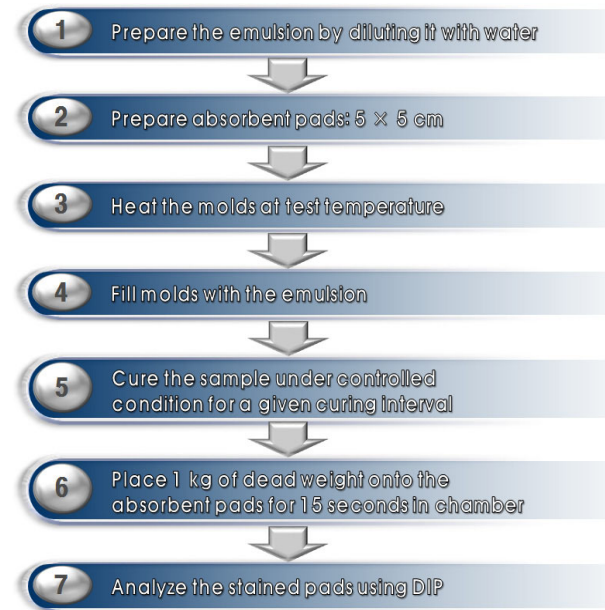 1 Prepare the emulsion by diluting it with water
2 Prepare absorbent pads: 5 × 5 cm
3 Heat the molds at test temperature
4 Fill molds with the emulsion
5 Cure the sample under controlled
condition for a given curing interval
6 Place 1 kg of dead weight onto the
absorbent pads for 15 seconds in chamber
7 Analyze the stained pads using DIP